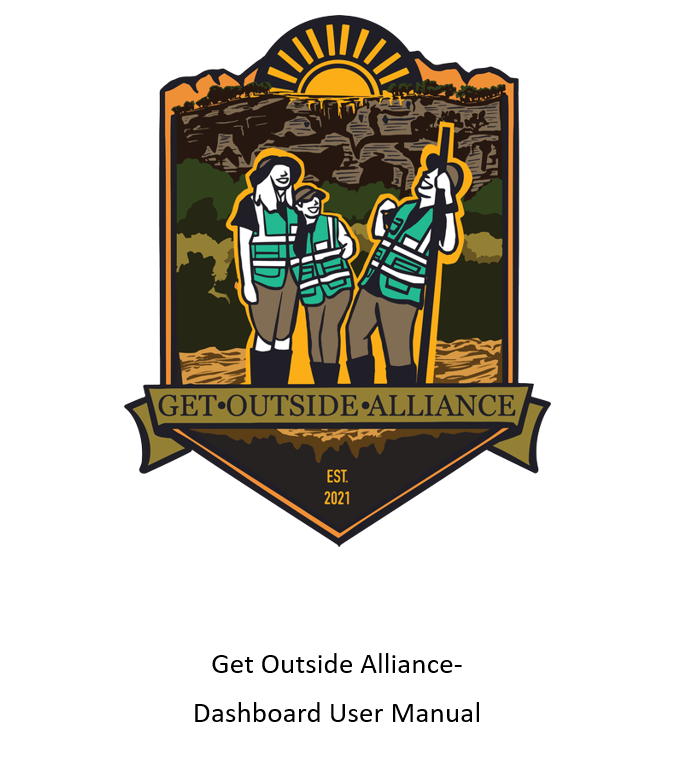 GET•OUTSIDE•ALLIANCE
EST.
2021
Get Outside Alliance-
Dashboard User Manual